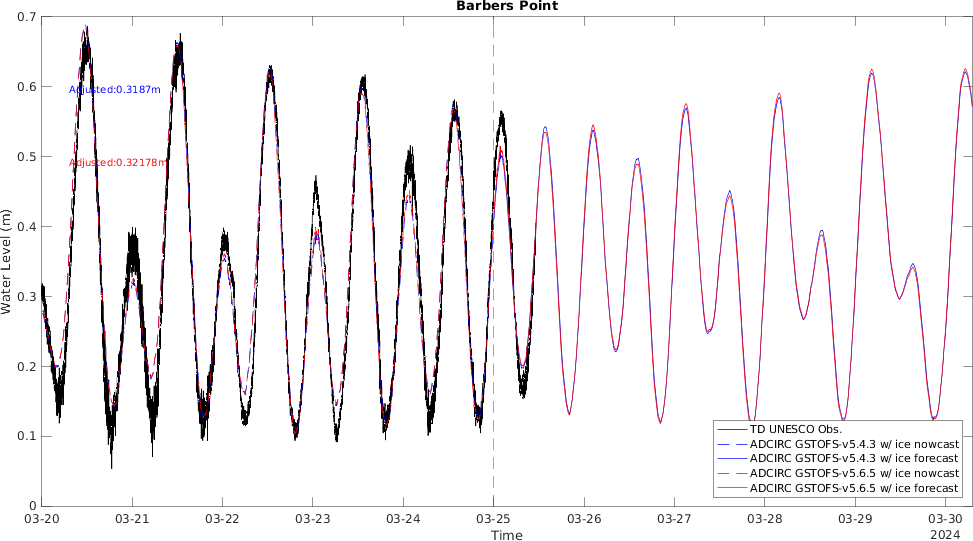 Barbers Point
0.7
0.6
0.5
0.4
0.3
0.2
0.1
0
Water Level (m)
Adjusted:0.3187m
Adjusted:0.32178m
TD UNESCO Obs.
ADCIRC GSTOFS-v5.4.3 w/ ice nowcast
ADCIRC GSTOFS-v5.4.3 w/ ice forecast
ADCIRC GSTOFS-v5.6.5 w/ ice nowcast
ADCIRC GSTOFS-v5.6.5 w/ ice forecast
03-20 03-21 03-22 03-23 03-24 03-25 03-26 03-27 03-28 03-29 03-30
Time
2024